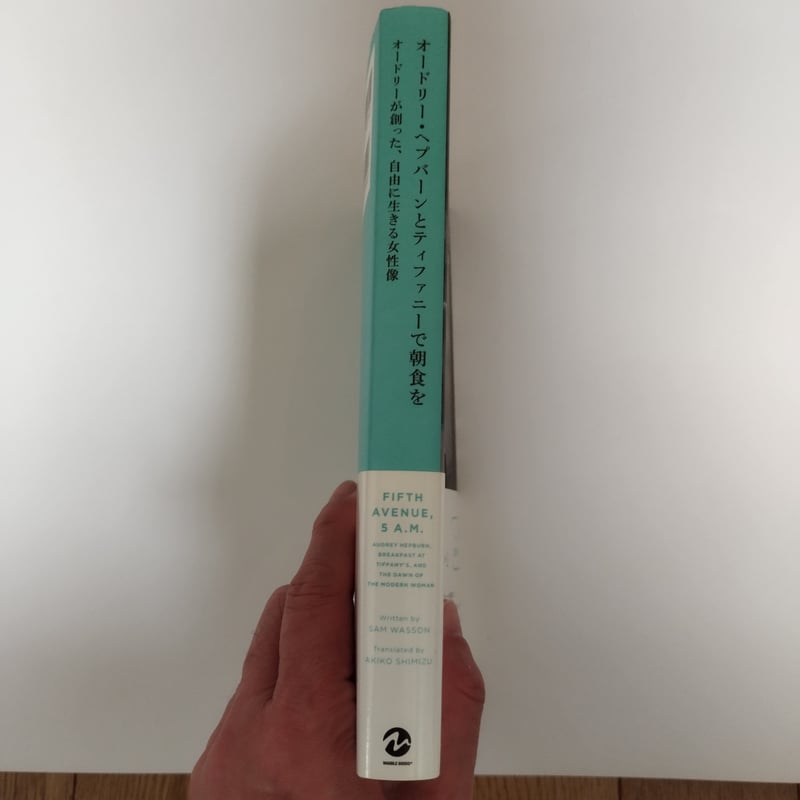 オードリー・ヘプバーンとティファニーで朝食を
オードリーが創った、自由に生きる女性像
FIFTH
AVENUE,
5 A.M.
AUDREY HEPBURN,
BREAKFAST AT
TIFFANY'S, AND
THE DAWN OF
THE MODERN WOMAN
Written by
SAM WASSON
Translated by
AKIKO SHIMIZU
MARBLE BOOKS